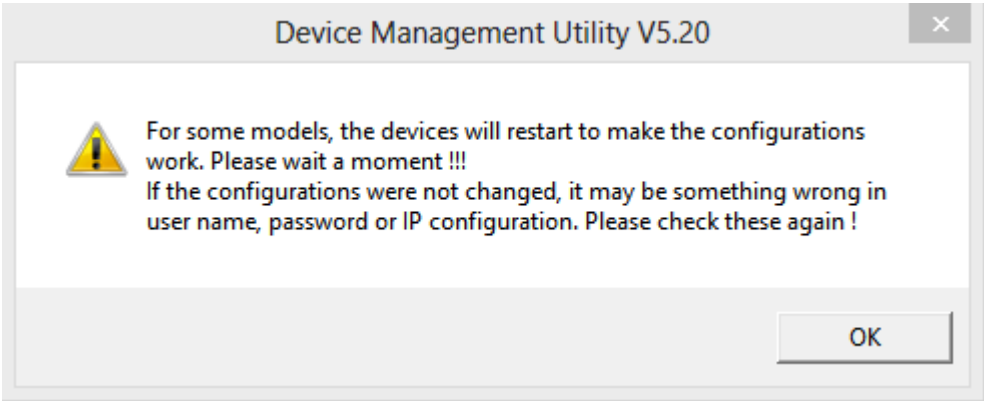 Device Management Utility V5.20
For some models, the devices will restart to make the configurations
work. Please wait a moment !!!
If the configurations were not changed, it may be something wrong in
user name, password or IP configuration. Please check these again !
OK